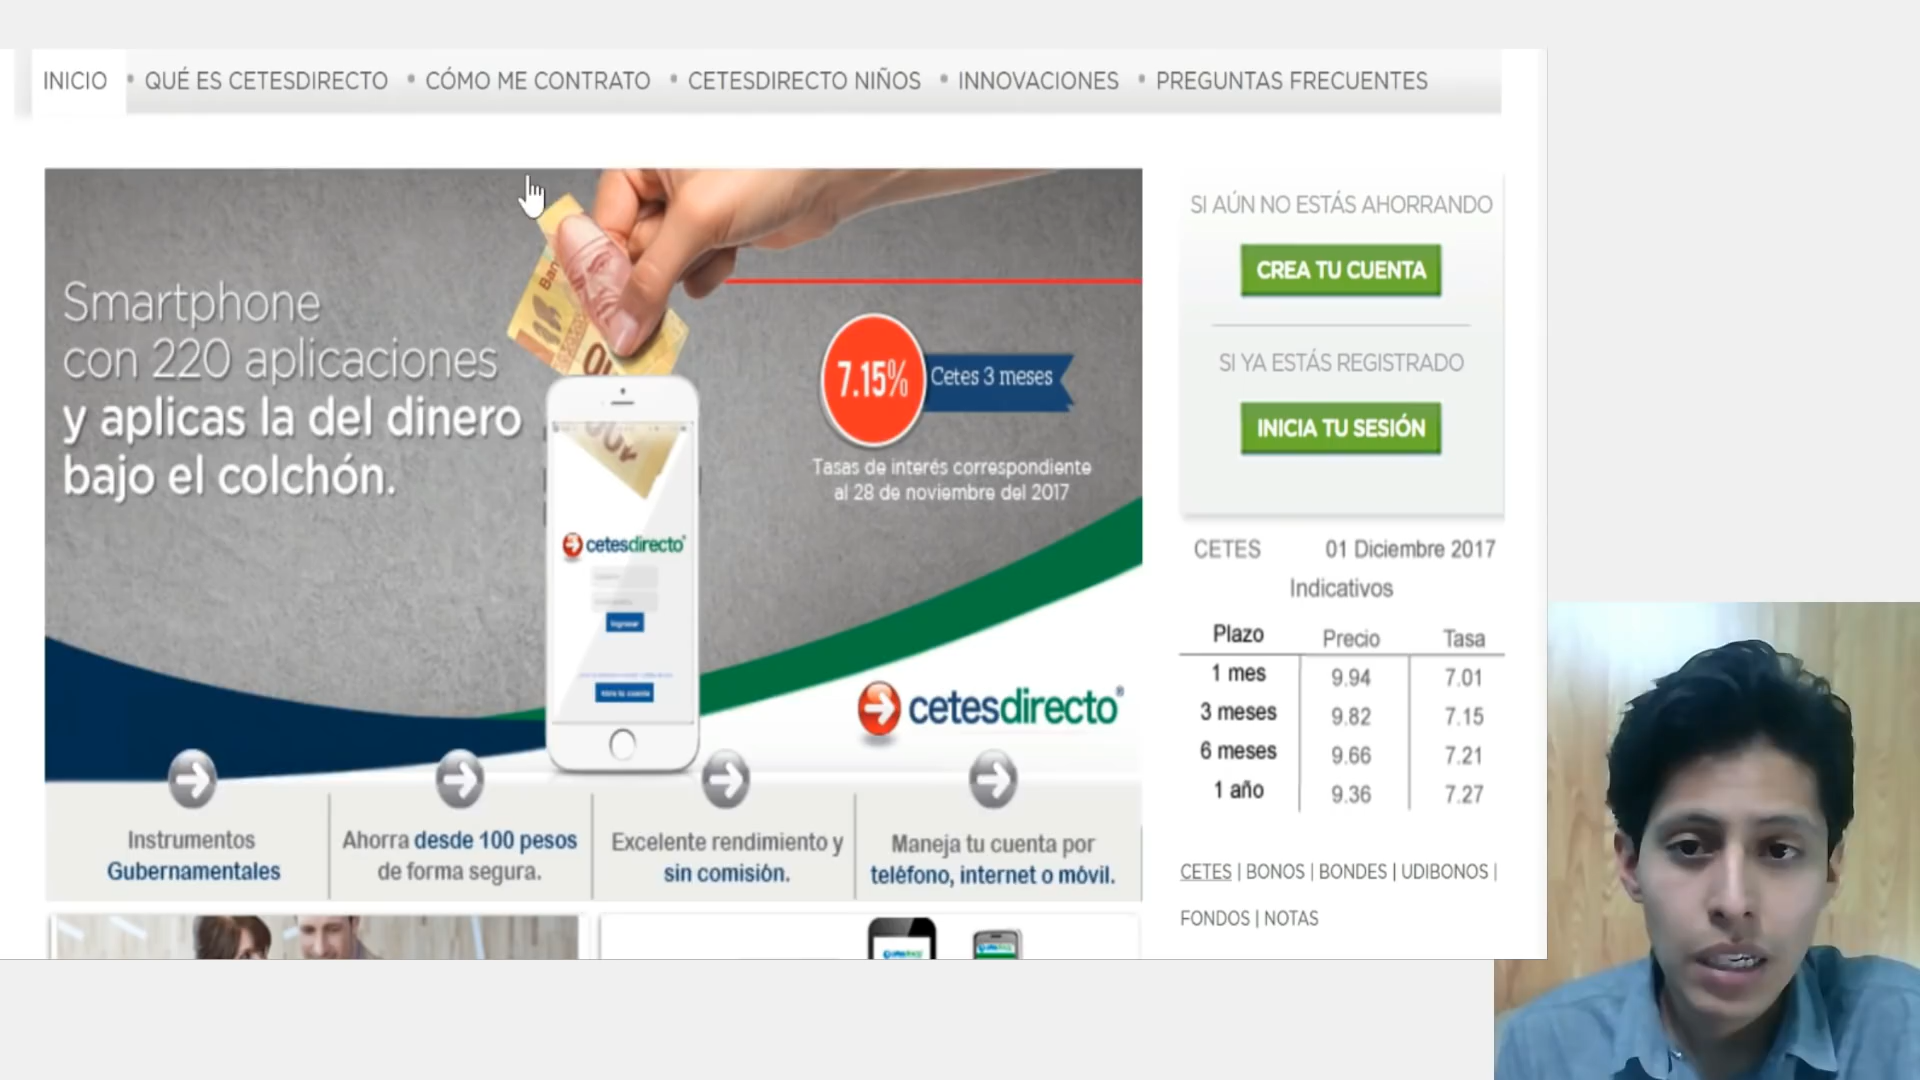 INICIO • QUÉ ES CETESDIRECTO • CÓMO ME CONTRATO • CETESDIRECTO NIÑOS • INNOVACIONES • PREGUNTAS FRECUENTES
Smartphone
con 220 aplicaciones
y aplicas la del dinero
bajo el colchón.
7.15% Cetes 3 meses
Tasas de interés correspondiente
al 28 de noviembre del 2017
cetesdirecto
Ingresar
cetesdirecto®
Instrumentos
Gubernamentales
Ahorra desde 100 pesos
de forma segura.
Excelente rendimiento y
sin comisión.
Maneja tu cuenta por
teléfono, internet o móvil.
SI AÚN NO ESTÁS AHORRANDO
CREA TU CUENTA
SI YA ESTÁS REGISTRADO
INICIA TU SESIÓN
CETES 01 Diciembre 2017
Indicativos
Plazo Precio Tasa
1 mes 9.94 7.01
3 meses 9.82 7.15
6 meses 9.66 7.21
1 año 9.36 7.27
CETES | BONOS | BONDES | UDIBONOS |
FONDOS | NOTAS